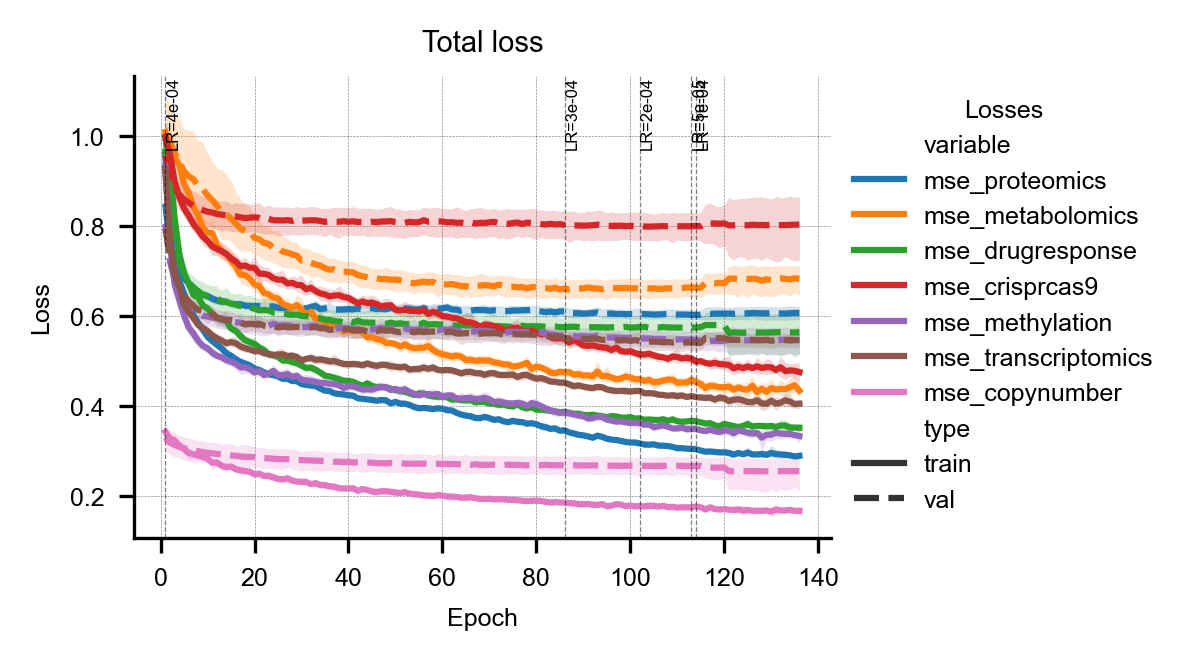 Total loss
Loss
1.0
0.8
0.6
0.4
0.2
LR=4e-04
LR=3e-04
LR=2e-04
0
20
40
60
80
100
120
140
Epoch
Losses
variable
mse_proteomics
mse_metabolomics
mse_drugresponse
mse_crisprcas9
mse_methylation
mse_transcriptomics
mse_copynumber
type
train
val